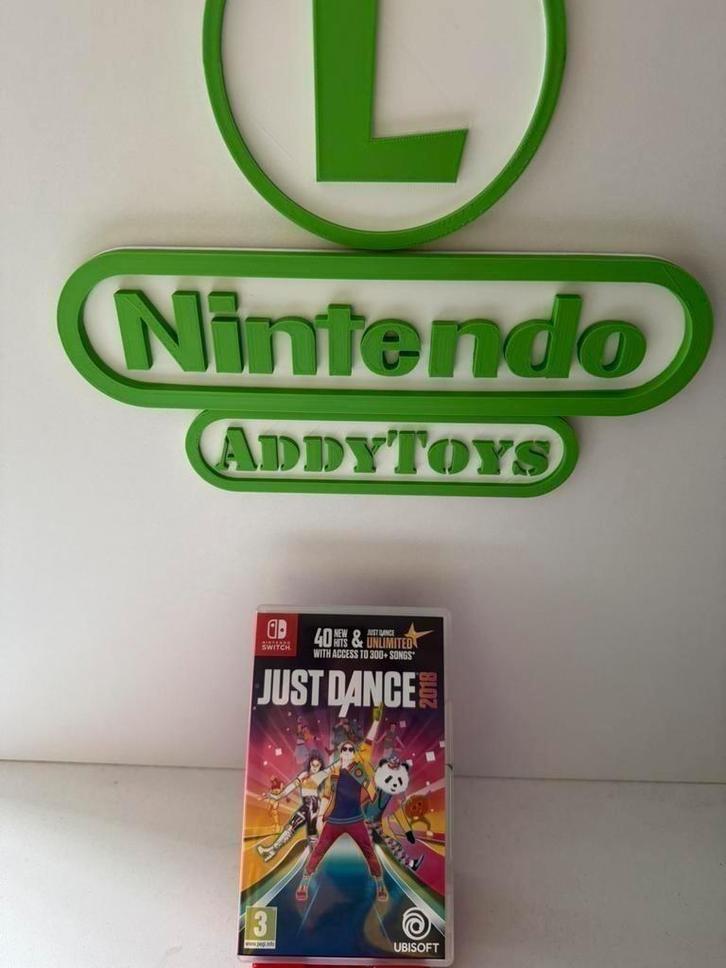 L
Nintendo
ADDYTOYS
NINTENDO
SWITCH
40 NEW HITS & JUST DANCE UNLIMITED
WITH ACCESS TO 300+ SONGS*
JUST DANCE 2018
3
www.pegi.info
UBISOFT